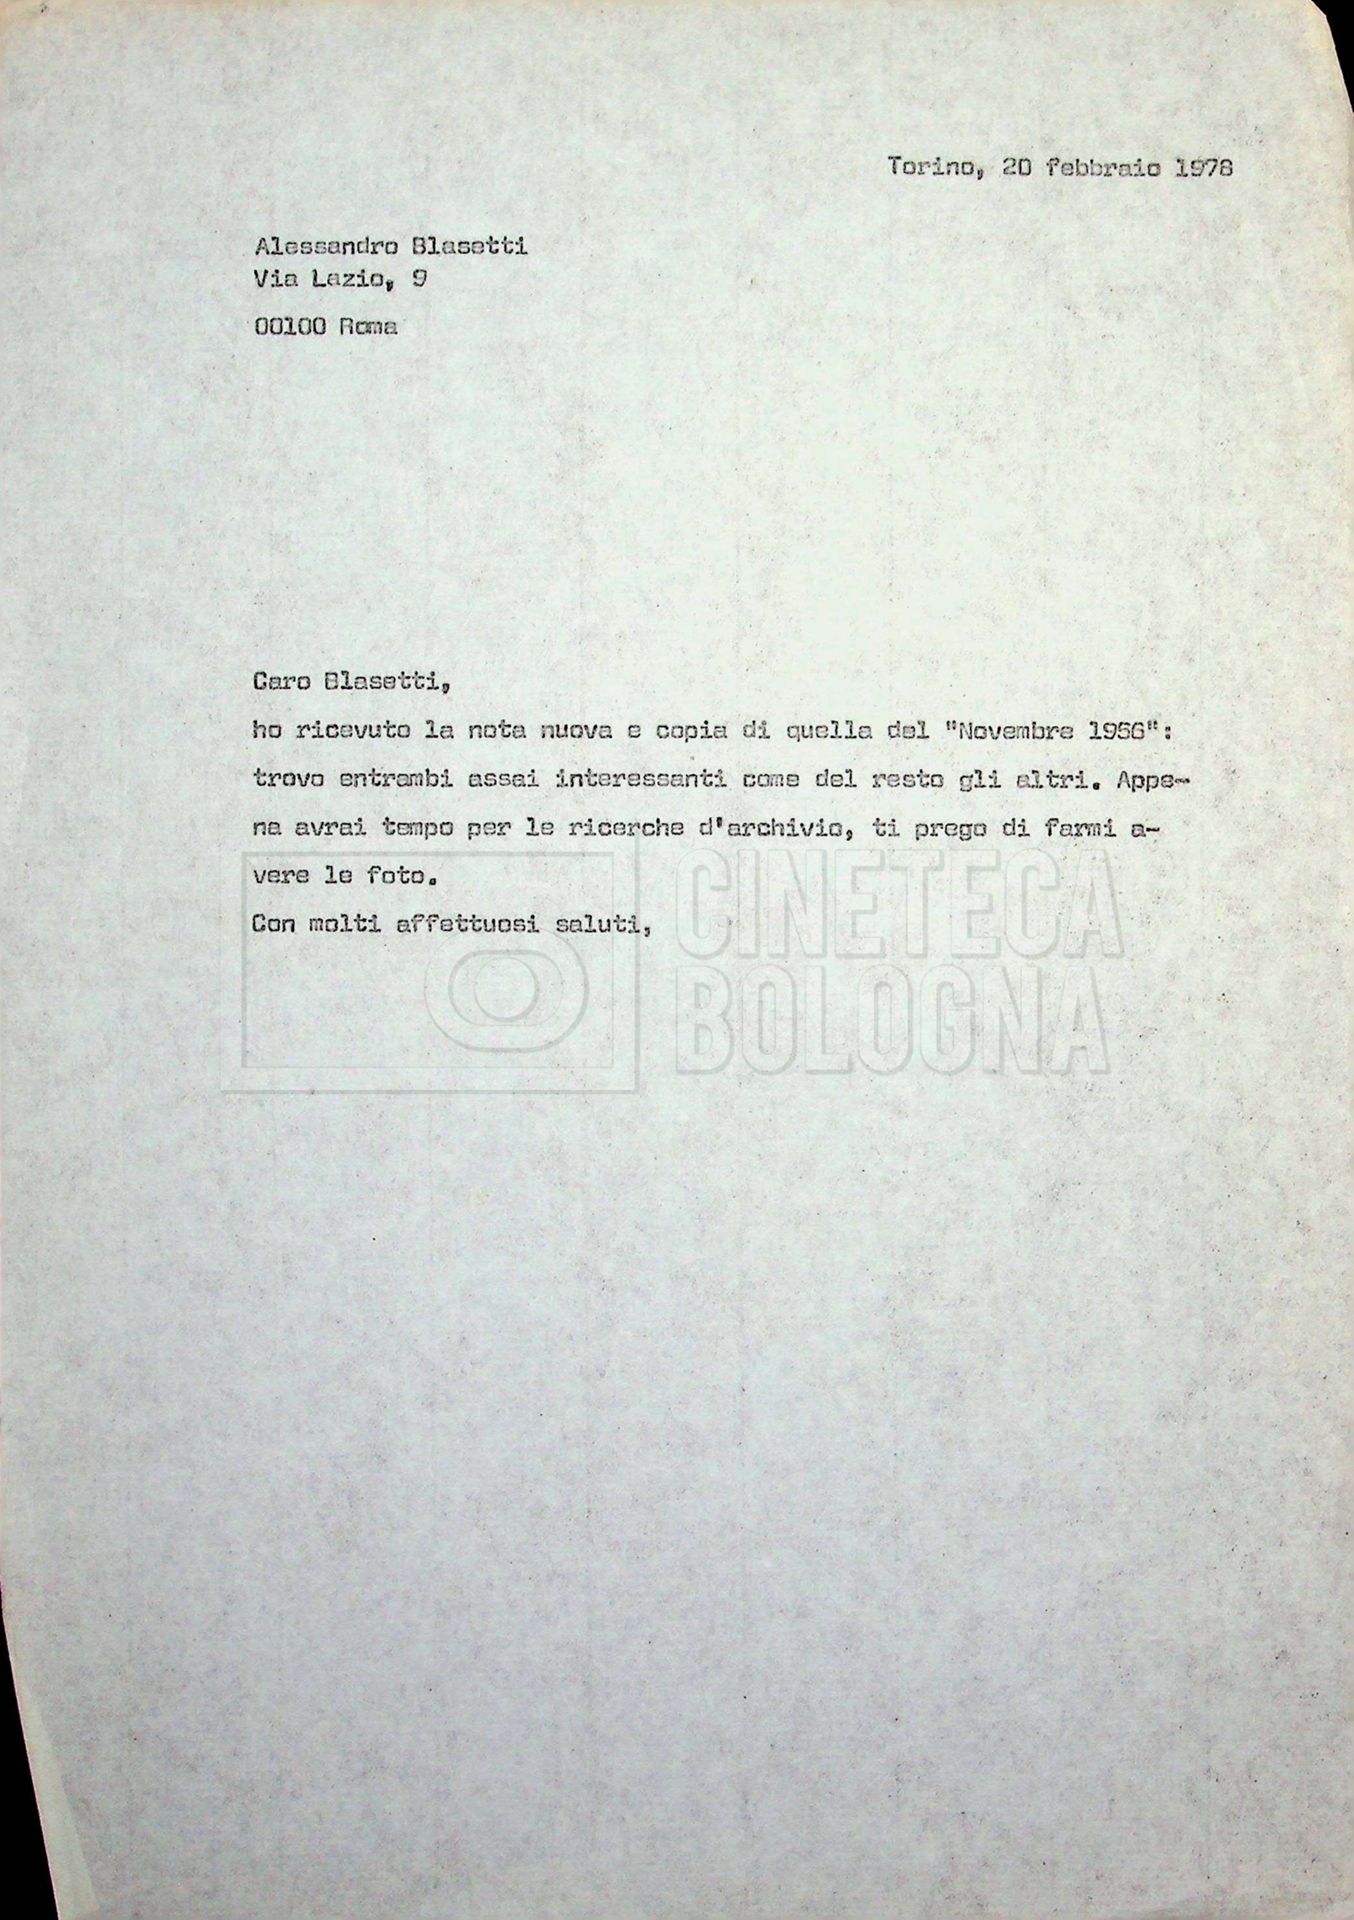 Torino, 20 febbraio 1978
Alessandro Blasetti
Via Lazio, 9
00100 Roma
Caro Blasetti,
ho ricevuto la nota nuova e copia di quella del "Novembre 1956":
trovo entrambi assai interessanti come del resto gli altri. Appe-
na avrai tempo per le ricerche d'archivio, ti prego di farmi a-
vere le foto.
Con molti affettuosi saluti,
CINETECA
BOLOGNA